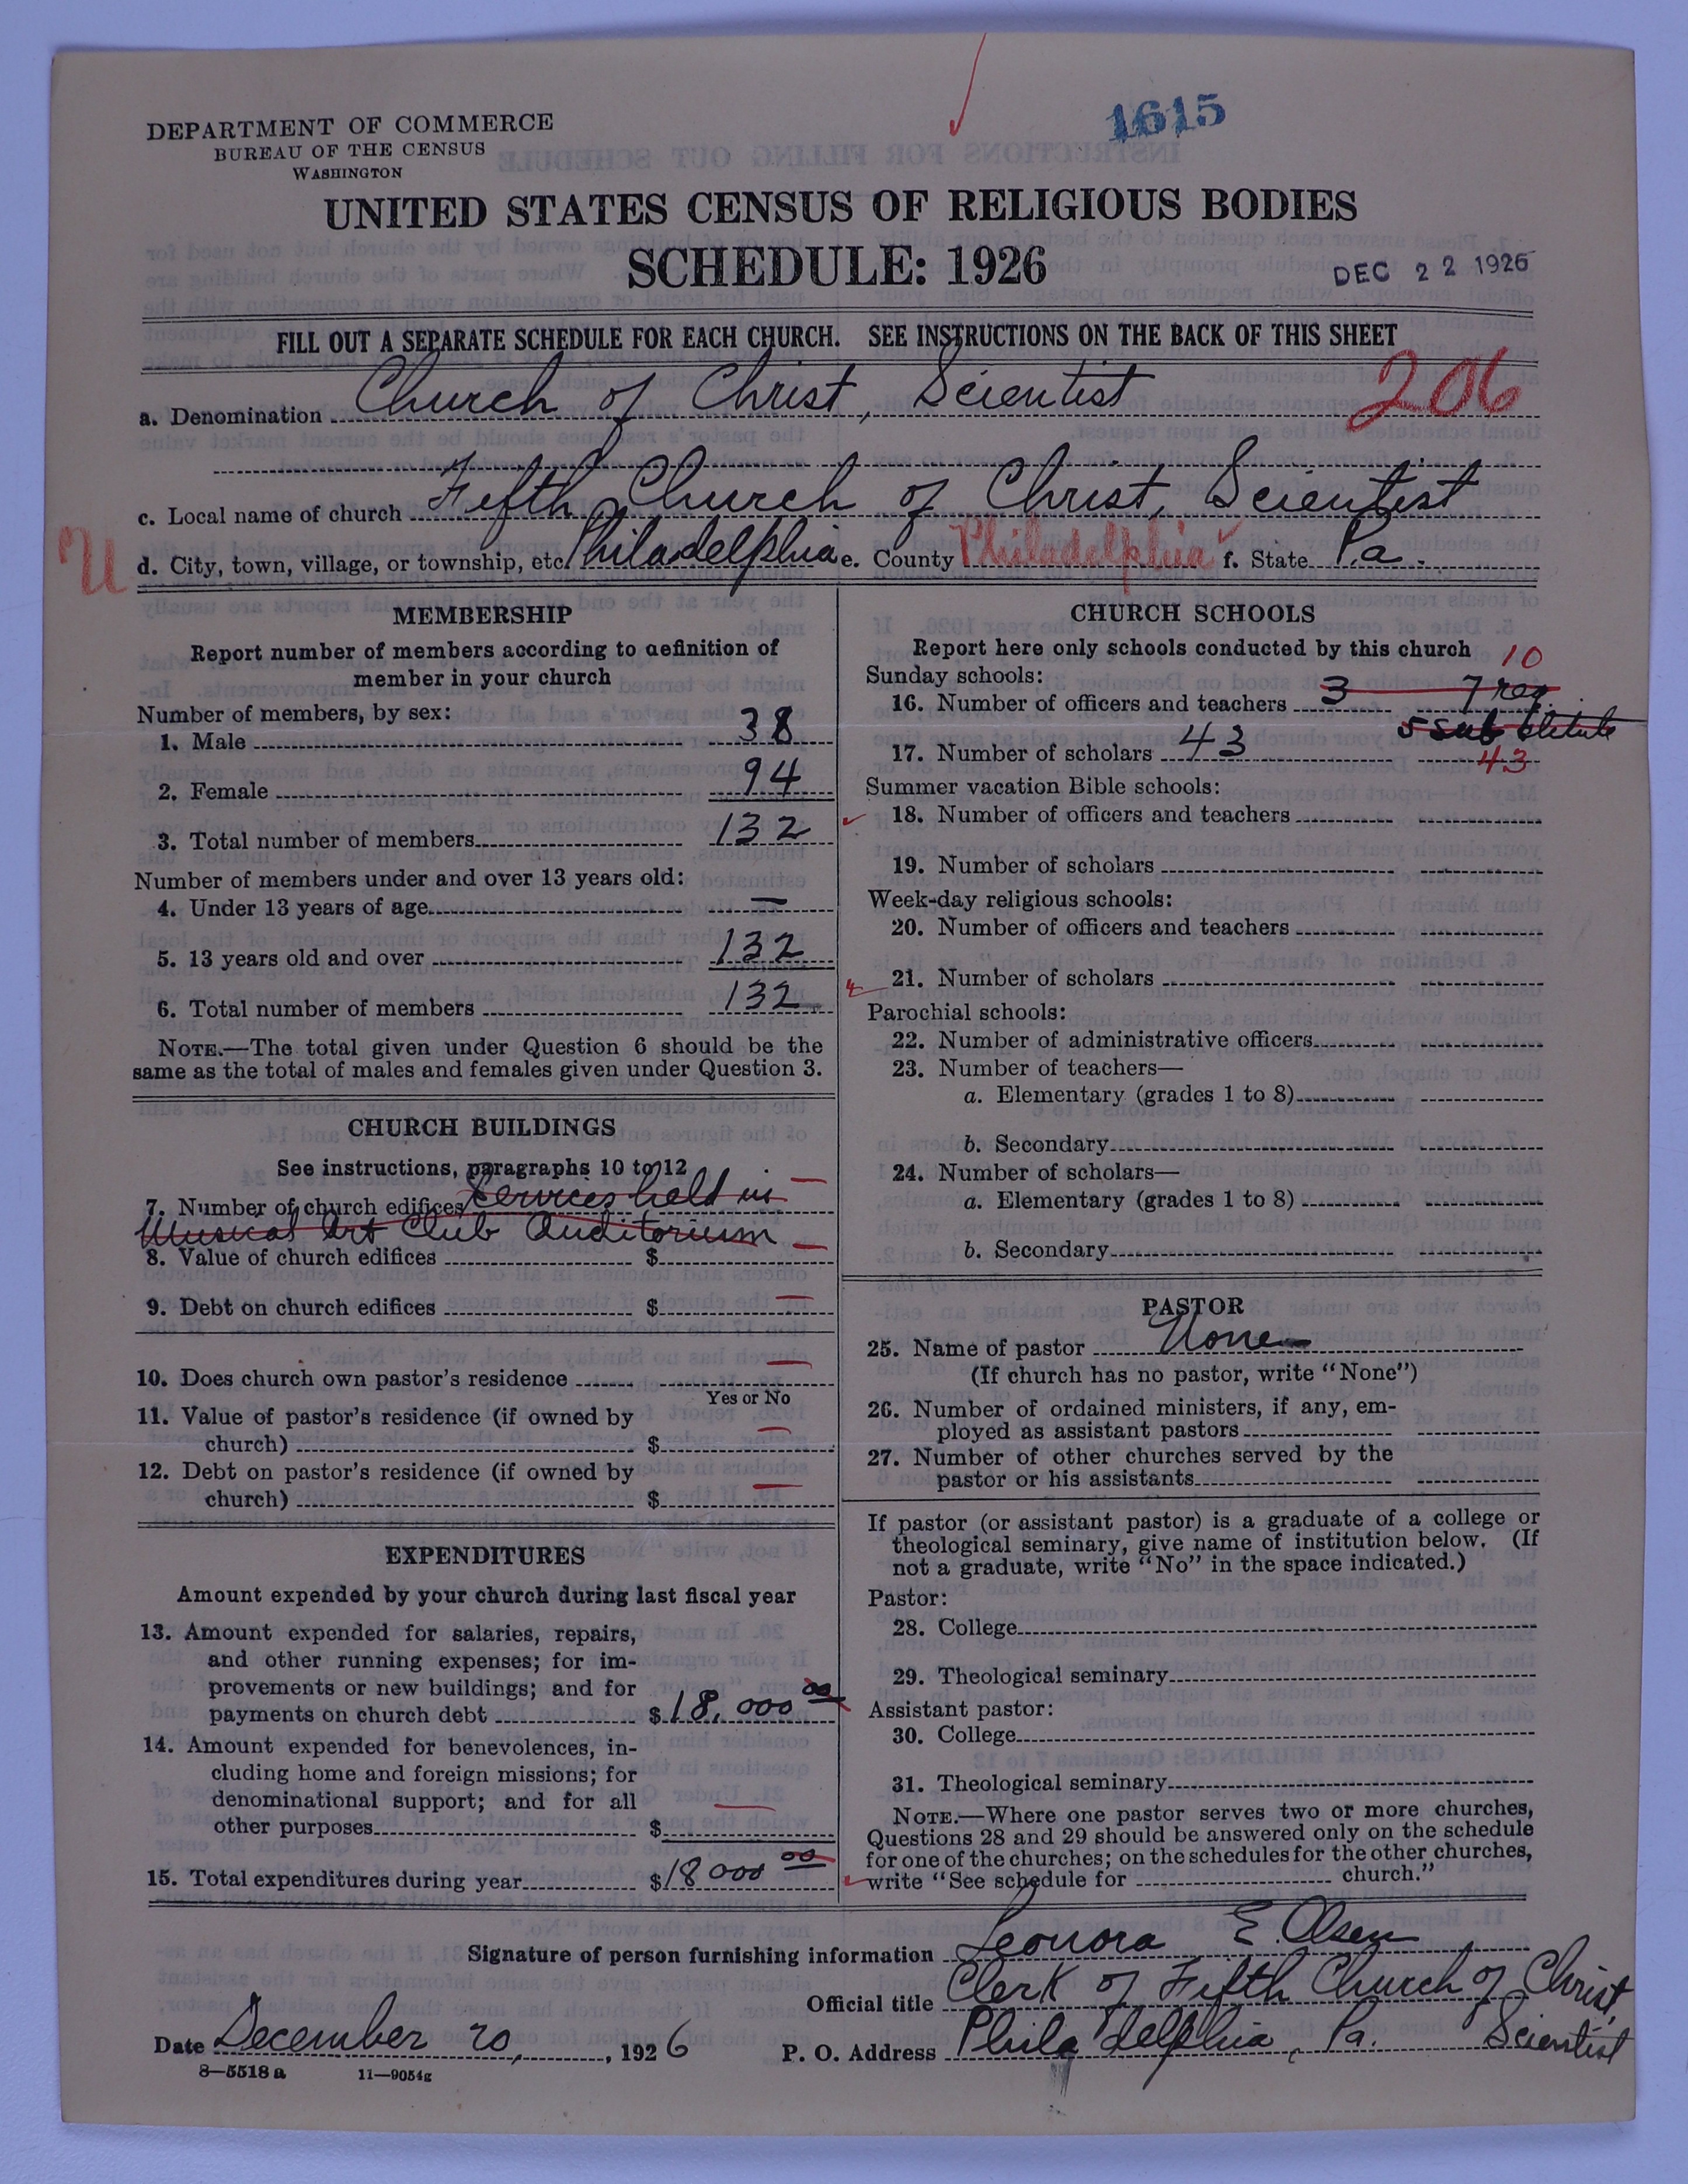 1615
DEPARTMENT OF COMMERCE
BUREAU OF THE CENSUS
WASHINGTON
UNITED STATES CENSUS OF RELIGIOUS BODIES
SCHEDULE: 1926
DEC 22 1926
FILL OUT A SEPARATE SCHEDULE FOR EACH CHURCH. SEE INSTRUCTIONS ON THE BACK OF THIS SHEET
a. Denomination Church of Christ, Scientist 206
c. Local name of church Fifth Church of Christ, Scientist
U d. City, town, village, or township, etc. Philadelphia e. County Philadelphia f. State Pa.
MEMBERSHIP
Report number of members according to definition of
member in your church
Number of members, by sex:
1. Male 38
2. Female 94
3. Total number of members 132
Number of members under and over 13 years old:
4. Under 13 years of age —
5. 13 years old and over 132
6. Total number of members 132
NOTE.—The total given under Question 6 should be the
same as the total of males and females given under Question 3.
CHURCH BUILDINGS
See instructions, paragraphs 10 to 12
7. Number of church edifices Services held in —
Musical Art Club Auditorium
8. Value of church edifices $ —
9. Debt on church edifices $ —
10. Does church own pastor's residence —
Yes or No
11. Value of pastor's residence (if owned by
church) $ —
12. Debt on pastor's residence (if owned by
church) $ —
EXPENDITURES
Amount expended by your church during last fiscal year
13. Amount expended for salaries, repairs,
and other running expenses; for im-
provements or new buildings; and for
payments on church debt $18,000 00
14. Amount expended for benevolences, in-
cluding home and foreign missions; for
denominational support; and for all
other purposes $ —
15. Total expenditures during year $18000 00
CHURCH SCHOOLS
Report here only schools conducted by this church
Sunday schools: 10
16. Number of officers and teachers 3 7 reg.
5 substitute
17. Number of scholars 43 43
Summer vacation Bible schools:
18. Number of officers and teachers
19. Number of scholars
Week-day religious schools:
20. Number of officers and teachers
21. Number of scholars
Parochial schools:
22. Number of administrative officers
23. Number of teachers—
a. Elementary (grades 1 to 8)
b. Secondary
24. Number of scholars—
a. Elementary (grades 1 to 8)
b. Secondary
PASTOR
25. Name of pastor None
(If church has no pastor, write "None")
26. Number of ordained ministers, if any, em-
ployed as assistant pastors
27. Number of other churches served by the
pastor or his assistants
If pastor (or assistant pastor) is a graduate of a college or
theological seminary, give name of institution below. (If
not a graduate, write "No" in the space indicated.)
Pastor:
28. College
29. Theological seminary
Assistant pastor:
30. College
31. Theological seminary
NOTE.—Where one pastor serves two or more churches,
Questions 28 and 29 should be answered only on the schedule
for one of the churches; on the schedules for the other churches,
write "See schedule for church."
Signature of person furnishing information Leonora E. Olsen
Official title Clerk of Fifth Church of Christ,
Scientist
Date December 20, 1926 P. O. Address Philadelphia, Pa.
8—5518 a 11—9054g